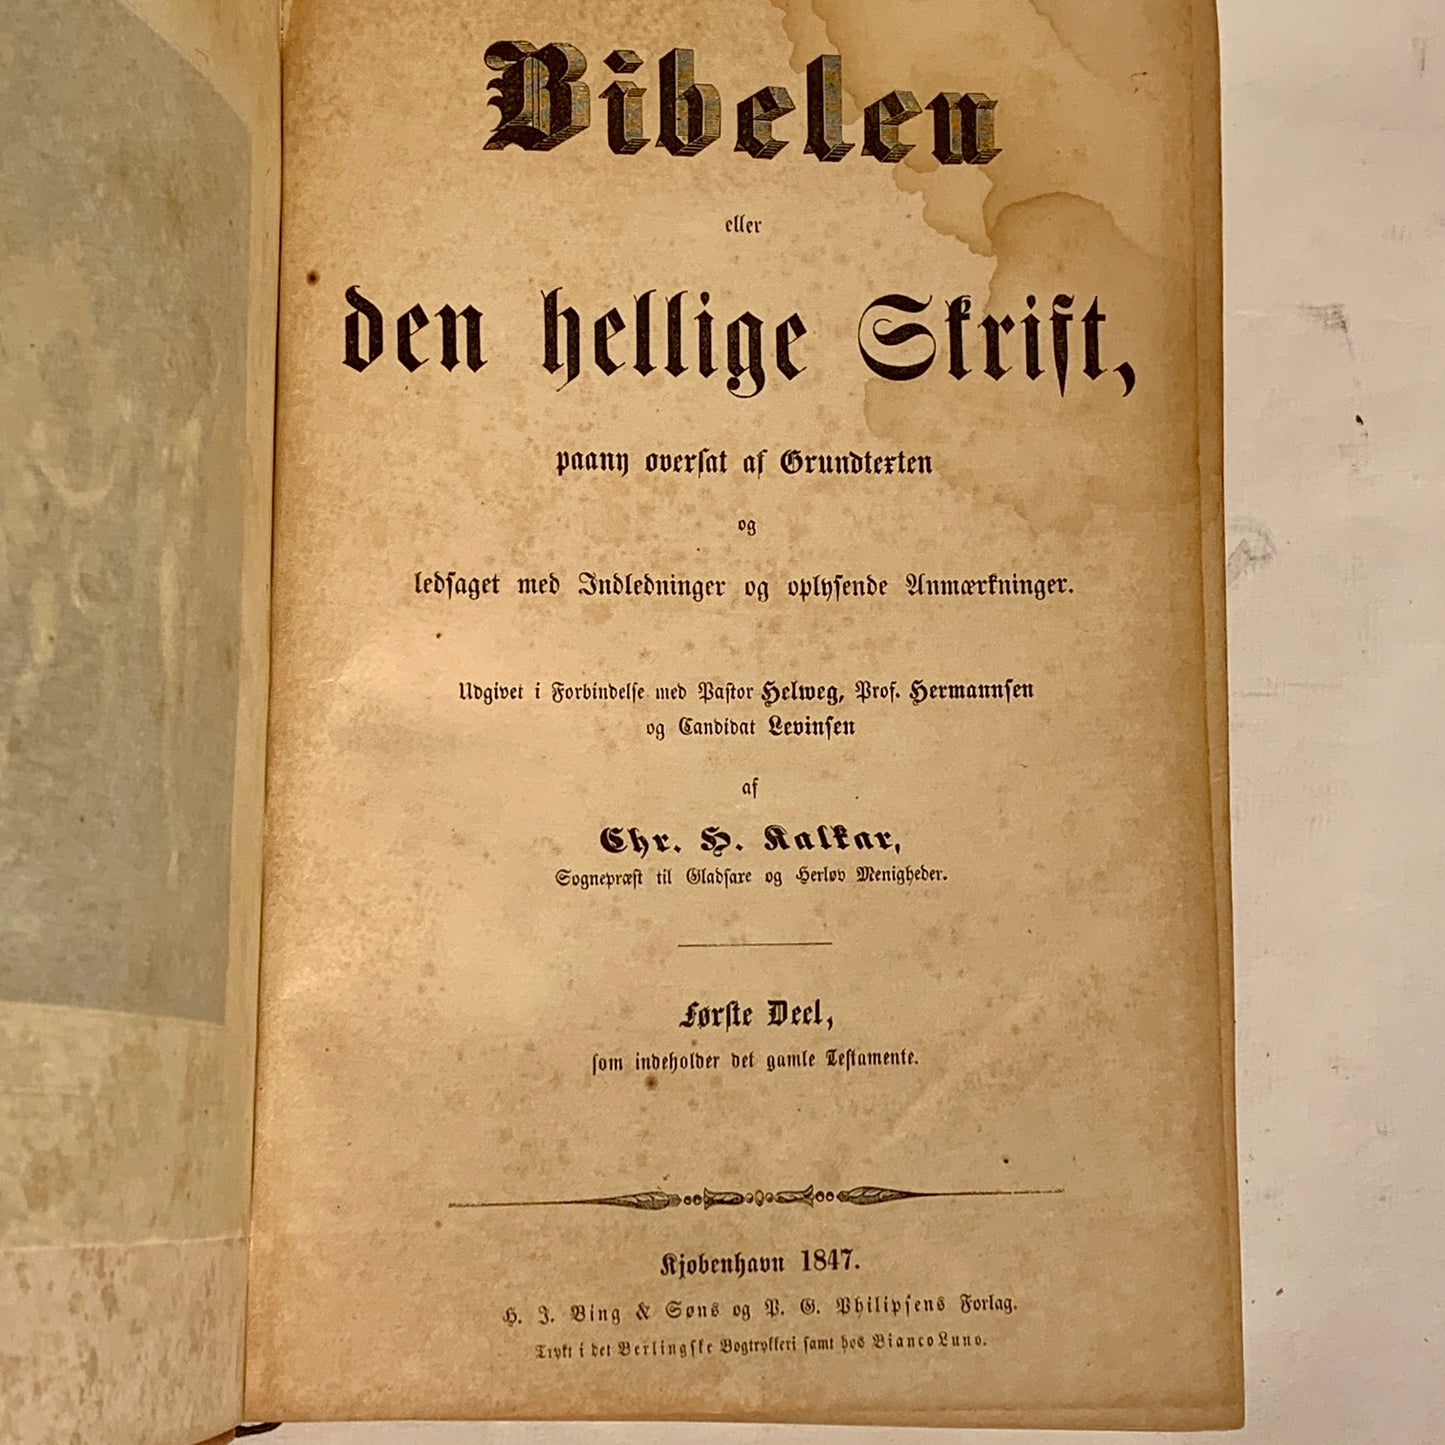 Bibelen
eller
den hellige Skrift,
paany oversat af Grundtexten
og
ledsaget med Indledninger og oplysende Anmærkninger.
Udgivet i Forbindelse med Pastor Helweg, Prof. Hermannsen
og Candidat Levinsen
af
Chr. H. Kalkar,
Sognepræst til Gladsaxe og Herløv Menigheder.
Første Deel,
som indeholder det gamle Testamente.
Kjøbenhavn 1847.
H. J. Bing & Søns og P. G. Philipsens Forlag.
Trykt i det Berlingske Bogtrykkeri samt hos Bianco Luno.